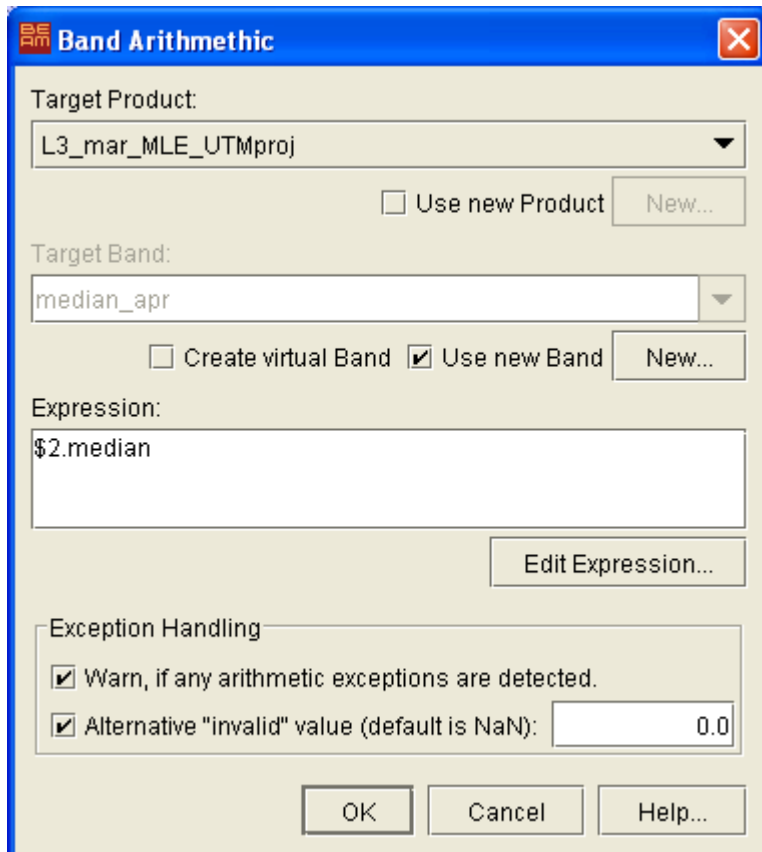 BEAM Band Arithmethic
Target Product:
L3_mar_MLE_UTMproj
Use new Product New...
Target Band:
median_apr
Create virtual Band Use new Band New...
Expression:
$2.median
Edit Expression...
Exception Handling
Warn, if any arithmetic exceptions are detected.
Alternative "invalid" value (default is NaN): 0.0
OK Cancel Help...